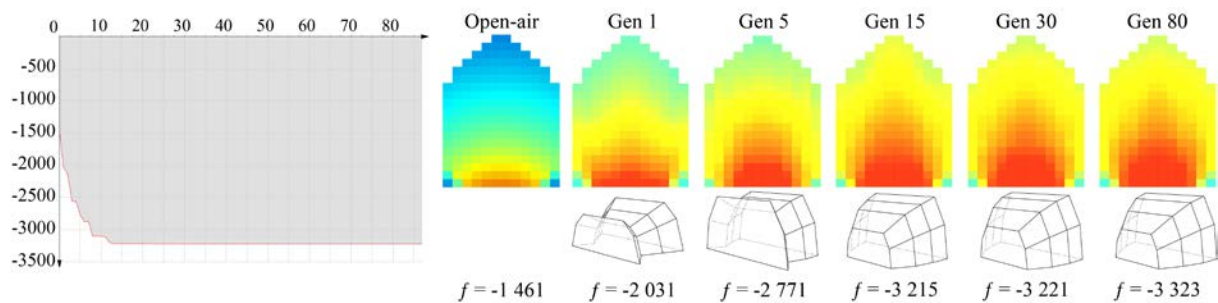 0 10 20 30 40 50 60 70 80
-500
-1000
-1500
-2000
-2500
-3000
-3500
Open-air Gen 1 Gen 5 Gen 15 Gen 30 Gen 80
f = -1 461 f = -2 031 f = -2 771 f = -3 215 f = -3 221 f = -3 323